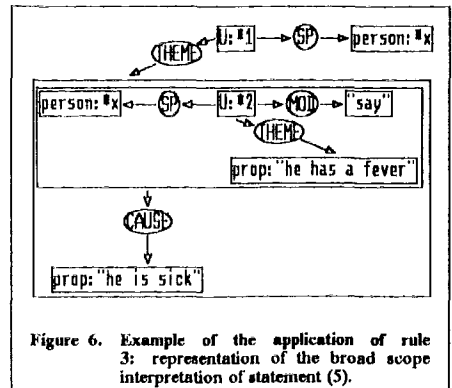 U: *1 SP person: *x
THEME
person: *x SP U: *2 MOD "say"
THEME
prop: "he has a fever"
CAUSE
prop: "he is sick"
Figure 6. Example of the application of rule
3: representation of the broad scope
interpretation of statement (5).